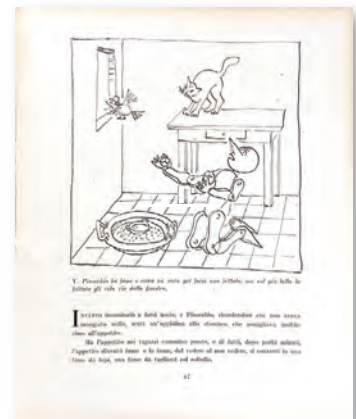 V. Pinocchio ha fame e cerca un uovo per farsi una frittata; ma sul più bello la
frittata gli vola via dalla finestra.
INTANTO incominciò a farsi notte, e Pinocchio, ricordandosi che non aveva
mangiato nulla, sentì un'uggiolina allo stomaco, che somigliava moltis-
simo all'appetito.
Ma l'appetito nei ragazzi cammina presto, e di fatti, dopo pochi minuti,
l'appetito diventò fame e la fame, dal vedere al non vedere, si convertì in una
fame da lupi, una fame da tagliarsi col coltello.